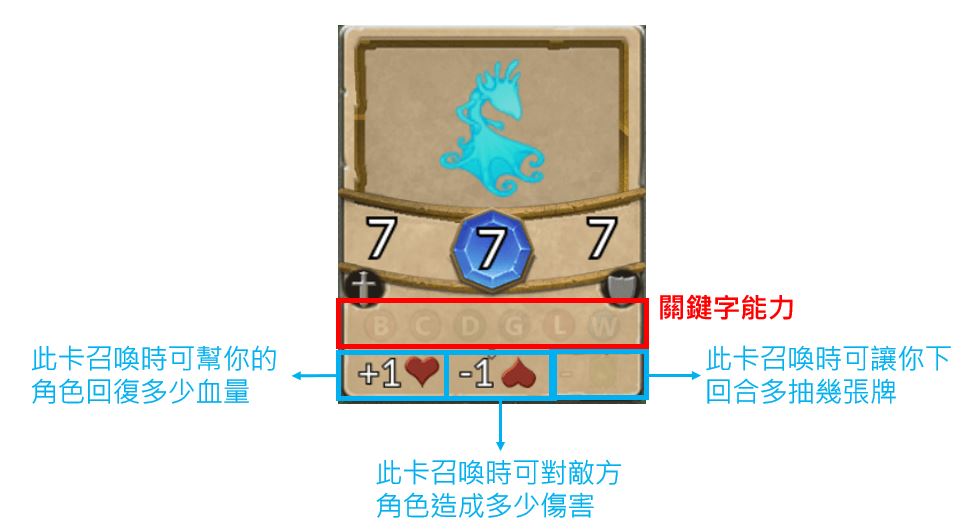 7 7 7
關鍵字能力
B C D G L W
此卡召喚時可幫你的
角色回復多少血量
+1 -1 -
此卡召喚時可讓你下
回合多抽幾張牌
此卡召喚時可對敵方
角色造成多少傷害